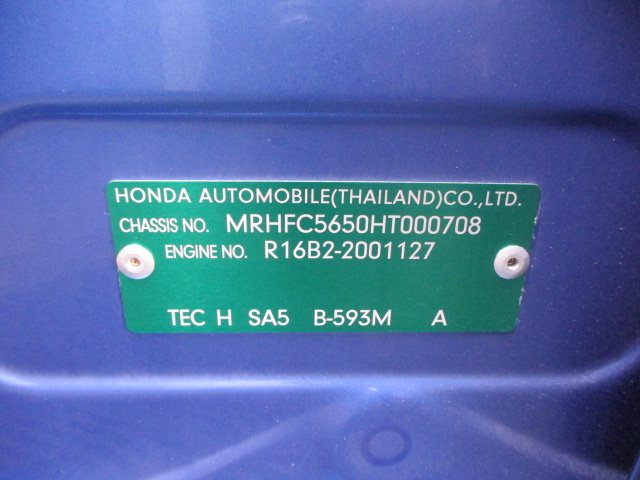 HONDA AUTOMOBILE(THAILAND)CO.,LTD.
CHASSIS NO. MRHFC5650HT000708
ENGINE NO. R16B2-2001127
TEC H SA5 B-593M A